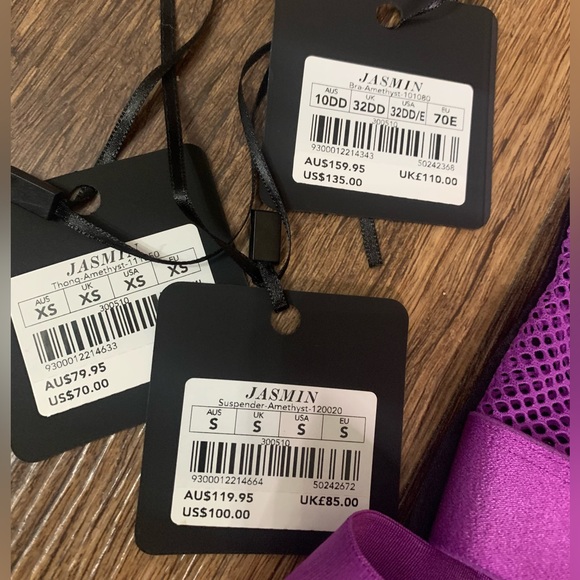 JASMIN
Bra-Amethyst-101080
AUS UK USA EU
10DD 32DD 32DD/E 70E
300510
9300012214343 50242368
AU$159.95
US$135.00 UK£110.00
JASMIN
AUS UK USA EU
XS XS XS XS
300510
9300012214633
AU$79.95
US$70.00
JASMIN
Suspender-Amethyst-120020
AUS UK USA EU
S S S S
300510
9300012214664 50242672
AU$119.95 UK£85.00
US$100.00